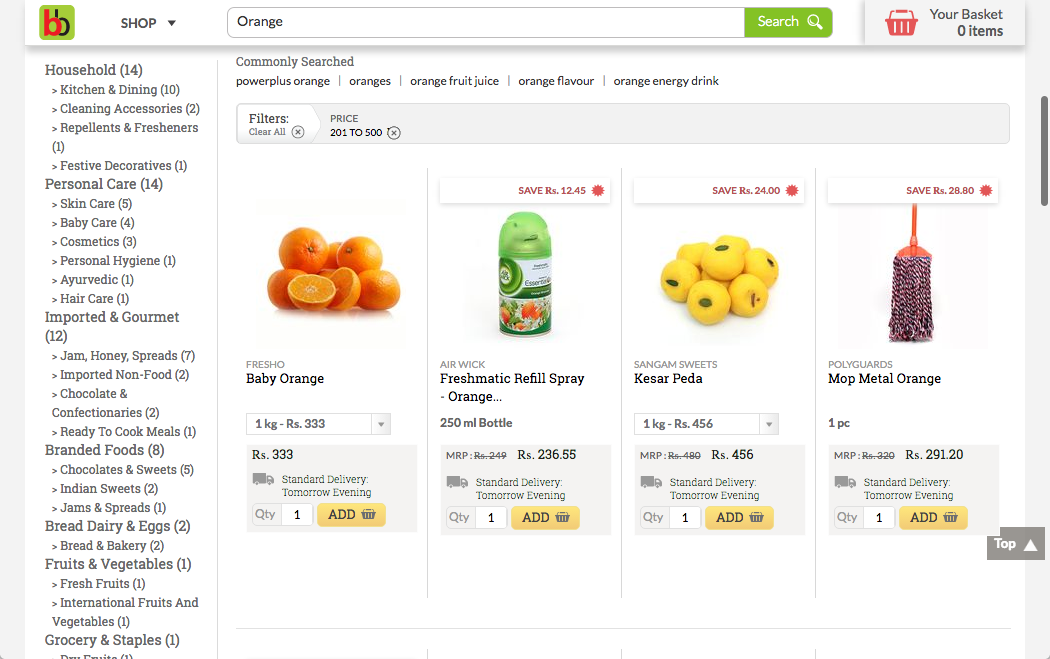 bb
SHOP
Orange
Search
Your Basket
0 items
Household (14)
> Kitchen & Dining (10)
> Cleaning Accessories (2)
> Repellents & Fresheners
(1)
> Festive Decoratives (1)
Personal Care (14)
> Skin Care (5)
> Baby Care (4)
> Cosmetics (3)
> Personal Hygiene (1)
> Ayurvedic (1)
> Hair Care (1)
Imported & Gourmet
(12)
> Jam, Honey, Spreads (7)
> Imported Non-Food (2)
> Chocolate &
Confectionaries (2)
> Ready To Cook Meals (1)
Branded Foods (8)
> Chocolates & Sweets (5)
> Indian Sweets (2)
> Jams & Spreads (1)
Bread Dairy & Eggs (2)
> Bread & Bakery (2)
Fruits & Vegetables (1)
> Fresh Fruits (1)
> International Fruits And
Vegetables (1)
Grocery & Staples (1)
> Dry Fruits (1)
Commonly Searched
powerplus orange | oranges | orange fruit juice | orange flavour | orange energy drink
Filters:
Clear All
PRICE
201 TO 500
FRESHO
Baby Orange
1 kg - Rs. 333
Rs. 333
Standard Delivery:
Tomorrow Evening
Qty 1 ADD
SAVE Rs. 12.45
AIR WICK
Freshmatic Refill Spray
- Orange...
250 ml Bottle
MRP : Rs. 249 Rs. 236.55
Standard Delivery:
Tomorrow Evening
Qty 1 ADD
SAVE Rs. 24.00
SANGAM SWEETS
Kesar Peda
1 kg - Rs. 456
MRP : Rs. 480 Rs. 456
Standard Delivery:
Tomorrow Evening
Qty 1 ADD
SAVE Rs. 28.80
POLYGUARDS
Mop Metal Orange
1 pc
MRP : Rs. 320 Rs. 291.20
Standard Delivery:
Tomorrow Evening
Qty 1 ADD
Top